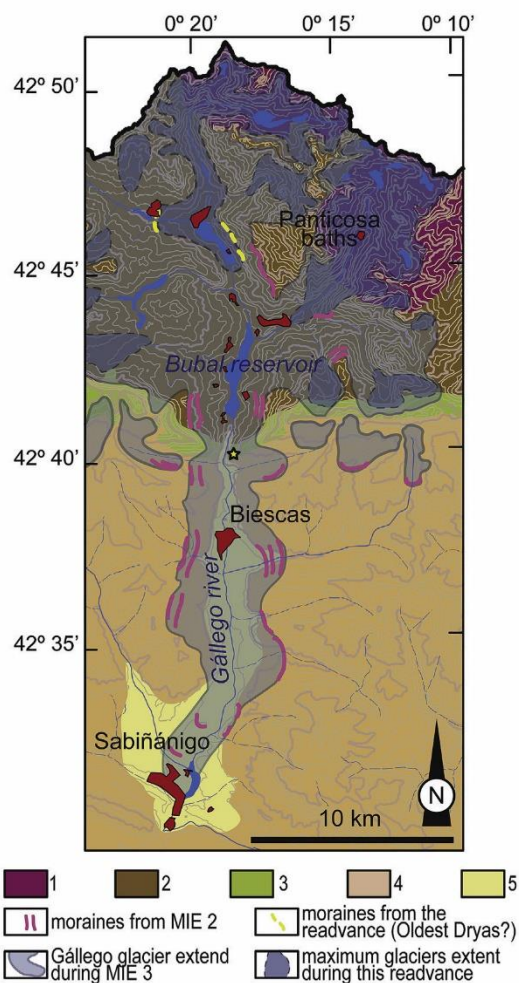 0º 20’ 0º 15’ 0º 10’
42º 50’
Panticosa
baths
42º 45’
Bubal reservoir
42º 40’
Biescas
Gállego river
42º 35’
Sabiñánigo
N
10 km
1 2 3 4 5
moraines from MIE 2
moraines from the
readvance (Oldest Dryas?)
Gállego glacier extend
during MIE 3
maximum glaciers extent
during this readvance